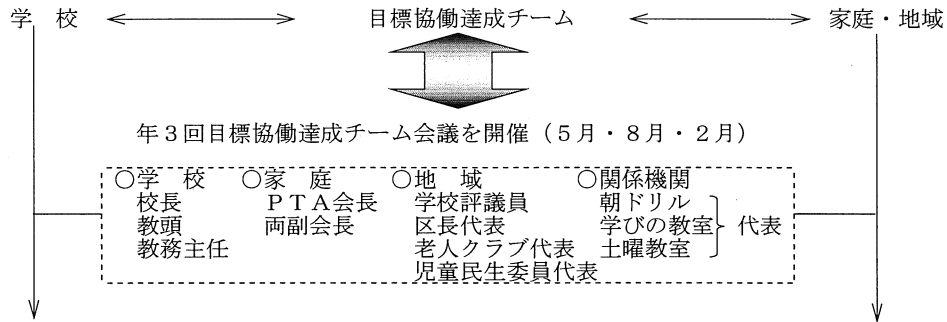 学　校　目標協働達成チーム　家庭・地域
年３回目標協働達成チーム会議を開催（５月・８月・２月）
○学　校　○家　庭　○地　域　○関係機関
校長　ＰＴＡ会長　学校評議員　朝ドリル
教頭　両副会長　区長代表　学びの教室　代表
教務主任　老人クラブ代表　土曜教室
児童民生委員代表